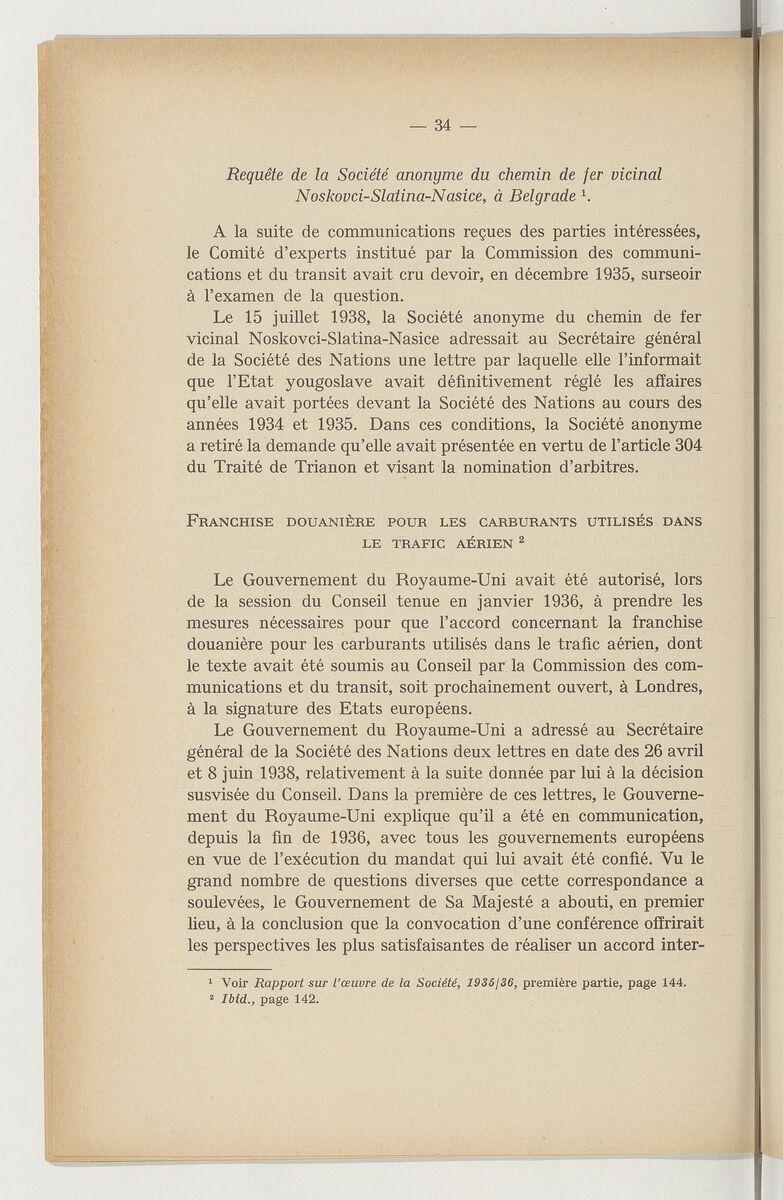 — 34 —
Requête de la Société anonyme du chemin de fer vicinal
Noskovci-Slatina-Nasice, à Belgrade ¹.
A la suite de communications reçues des parties intéressées,
le Comité d’experts institué par la Commission des communi-
cations et du transit avait cru devoir, en décembre 1935, surseoir
à l’examen de la question.
Le 15 juillet 1938, la Société anonyme du chemin de fer
vicinal Noskovci-Slatina-Nasice adressait au Secrétaire général
de la Société des Nations une lettre par laquelle elle l’informait
que l’Etat yougoslave avait définitivement réglé les affaires
qu’elle avait portées devant la Société des Nations au cours des
années 1934 et 1935. Dans ces conditions, la Société anonyme
a retiré la demande qu’elle avait présentée en vertu de l’article 304
du Traité de Trianon et visant la nomination d’arbitres.
FRANCHISE DOUANIÈRE POUR LES CARBURANTS UTILISÉS DANS
LE TRAFIC AÉRIEN ²
Le Gouvernement du Royaume-Uni avait été autorisé, lors
de la session du Conseil tenue en janvier 1936, à prendre les
mesures nécessaires pour que l’accord concernant la franchise
douanière pour les carburants utilisés dans le trafic aérien, dont
le texte avait été soumis au Conseil par la Commission des com-
munications et du transit, soit prochainement ouvert, à Londres,
à la signature des Etats européens.
Le Gouvernement du Royaume-Uni a adressé au Secrétaire
général de la Société des Nations deux lettres en date des 26 avril
et 8 juin 1938, relativement à la suite donnée par lui à la décision
susvisée du Conseil. Dans la première de ces lettres, le Gouverne-
ment du Royaume-Uni explique qu’il a été en communication,
depuis la fin de 1936, avec tous les gouvernements européens
en vue de l’exécution du mandat qui lui avait été confié. Vu le
grand nombre de questions diverses que cette correspondance a
soulevées, le Gouvernement de Sa Majesté a abouti, en premier
lieu, à la conclusion que la convocation d’une conférence offrirait
les perspectives les plus satisfaisantes de réaliser un accord inter-
¹ Voir Rapport sur l’œuvre de la Société, 1935/36, première partie, page 144.
² Ibid., page 142.